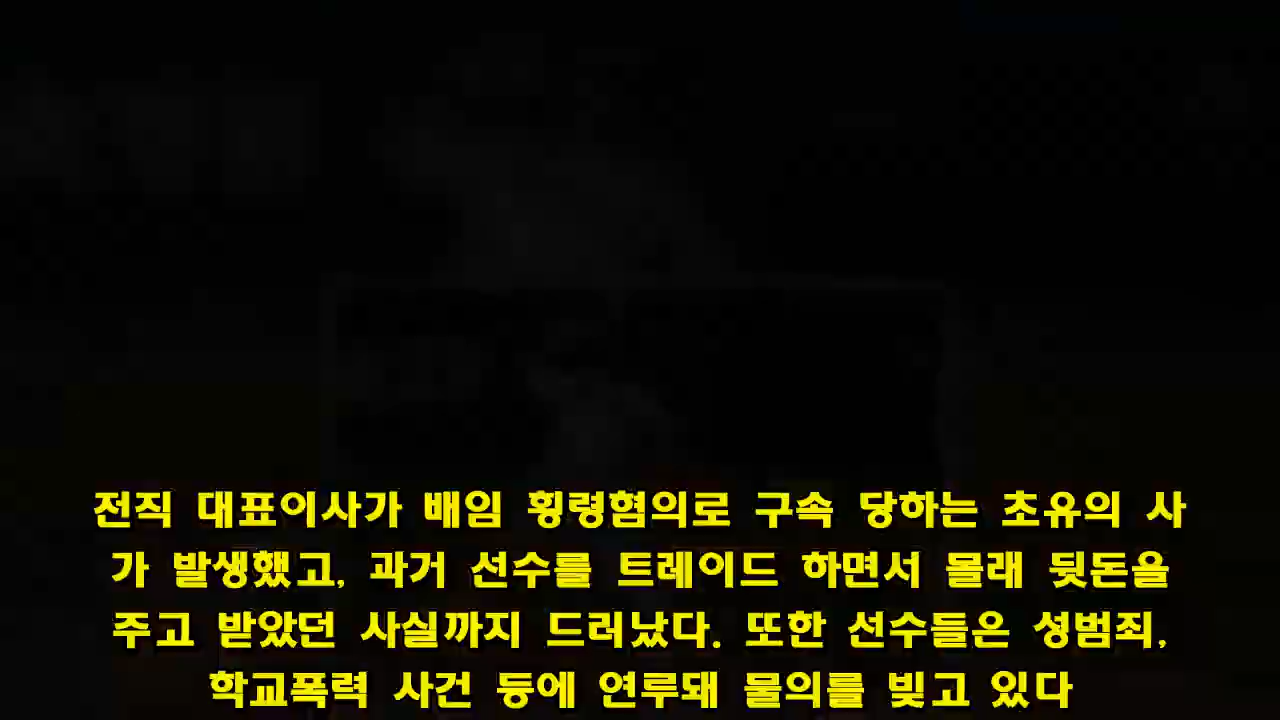 전직 대표이사가 배임 횡령혐의로 구속 당하는 초유의 사
가 발생했고, 과거 선수를 트레이드 하면서 몰래 뒷돈을
주고 받았던 사실까지 드러났다. 또한 선수들은 성범죄,
학교폭력 사건 등에 연루돼 물의를 빚고 있다